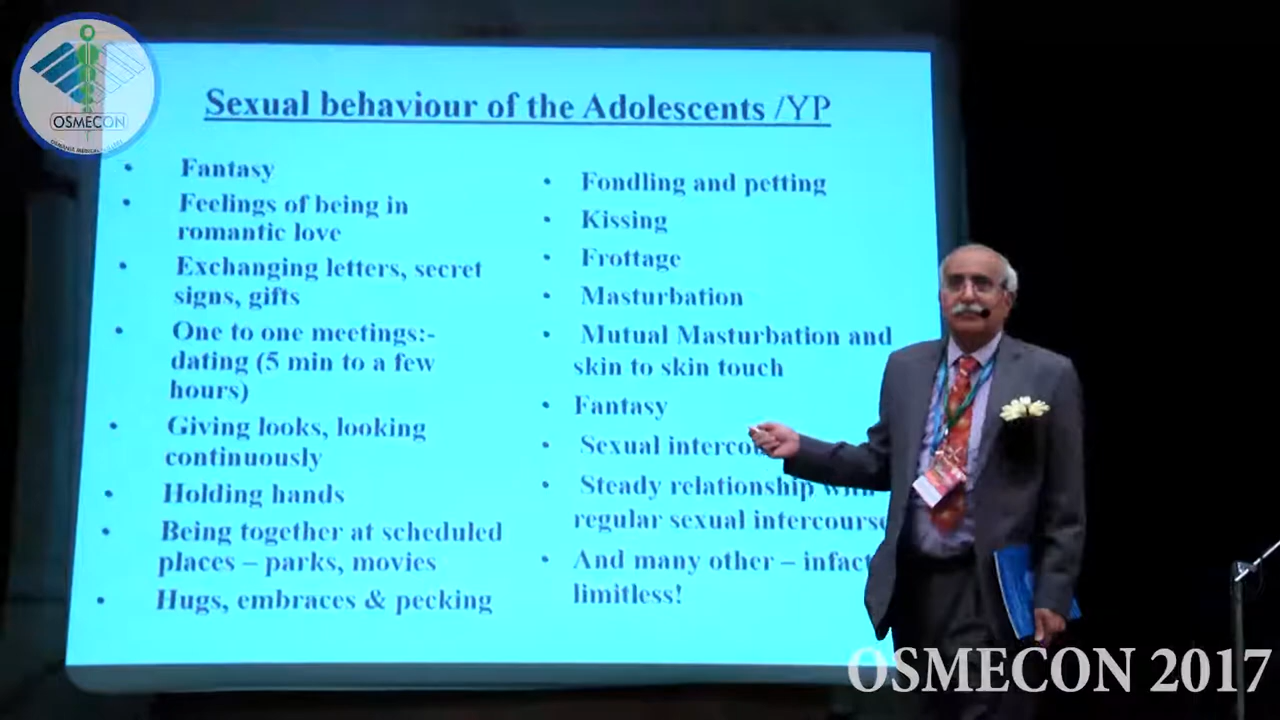 OSMECON
Sexual behaviour of the Adolescents /YP
• Fantasy
• Feelings of being in
romantic love
• Exchanging letters, secret
signs, gifts
• One to one meetings:-
dating (5 min to a few
hours)
• Giving looks, looking
continuously
• Holding hands
• Being together at scheduled
places – parks, movies
• Hugs, embraces & pecking
• Fondling and petting
• Kissing
• Frottage
• Masturbation
• Mutual Masturbation and
skin to skin touch
• Fantasy
• Sexual
• Steady relationship with
regular sexual intercourse
• And many other – infact
limitless!
OSMECON 2017